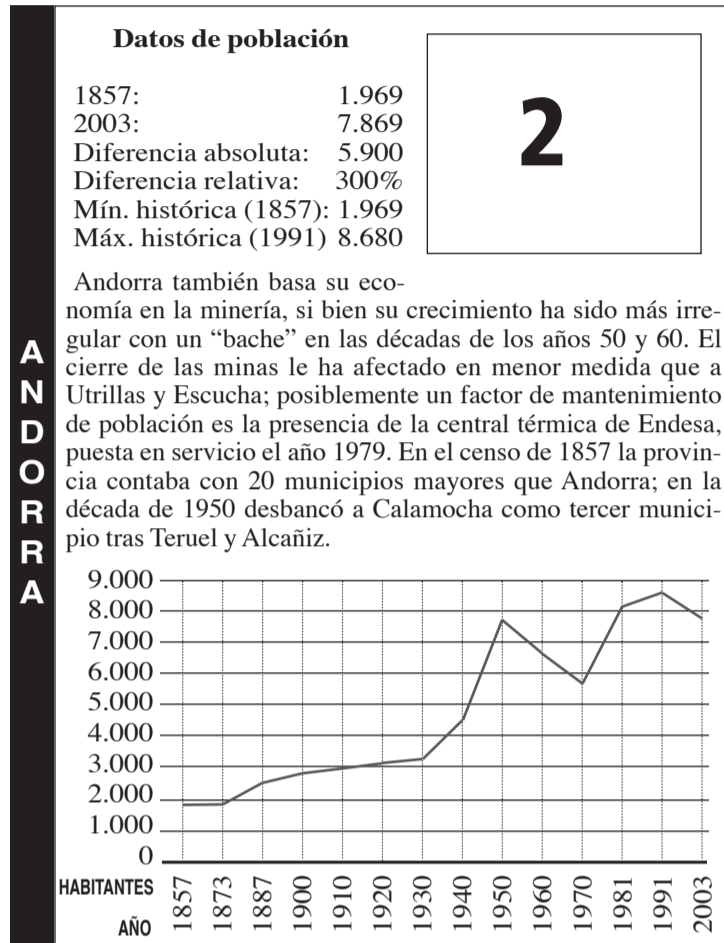 Datos de población
1857: 1.969
2003: 7.869
Diferencia absoluta: 5.900
Diferencia relativa: 300%
Mín. histórica (1857): 1.969
Máx. histórica (1991) 8.680
2
Andorra también basa su eco-
nomía en la minería, si bien su crecimiento ha sido más irre-
gular con un “bache” en las décadas de los años 50 y 60. El
cierre de las minas le ha afectado en menor medida que a
Utrillas y Escucha; posiblemente un factor de mantenimiento
de población es la presencia de la central térmica de Endesa,
puesta en servicio el año 1979. En el censo de 1857 la provin-
cia contaba con 20 municipios mayores que Andorra; en la
década de 1950 desbancó a Calamocha como tercer munici-
pio tras Teruel y Alcañiz.
ANDORRA
9.000
8.000
7.000
6.000
5.000
4.000
3.000
2.000
1.000
0
HABITANTES
AÑO
1857
1873
1887
1900
1910
1920
1930
1940
1950
1960
1970
1981
1991
2003